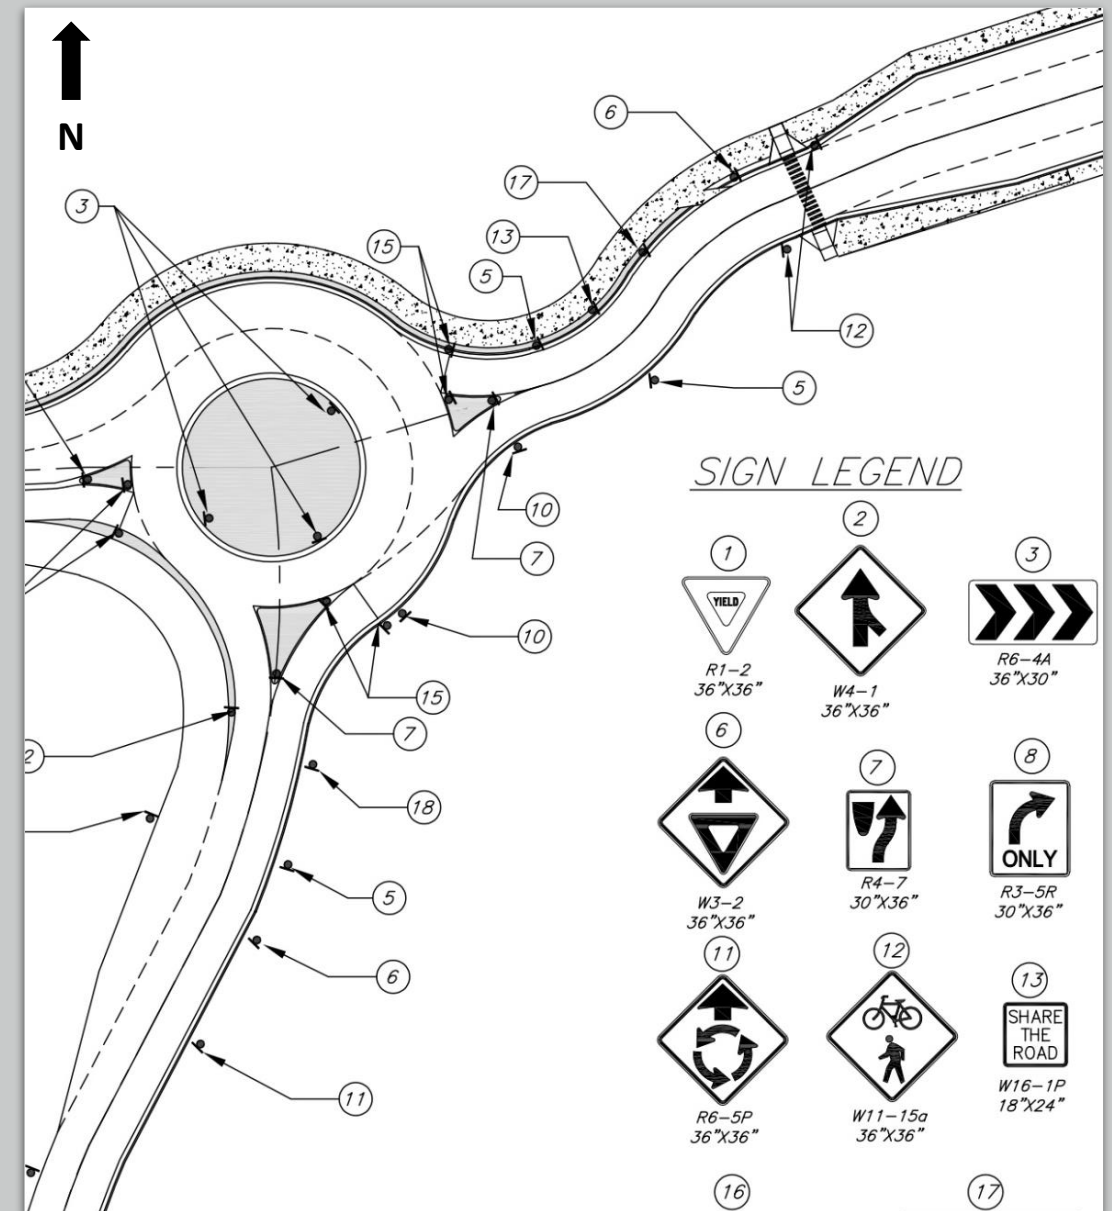 N
6
17
3
13
15
5
12
5
10
7
10
15
7
2
18
5
6
11
SIGN LEGEND
1
2
3
YIELD
R1-2
36"X36"
W4-1
36"X36"
R6-4A
36"X30"
6
7
8
ONLY
W3-2
36"X36"
R4-7
30"X36"
R3-5R
30"X36"
11
12
13
SHARE
THE
ROAD
R6-5P
36"X36"
W11-15a
36"X36"
W16-1P
18"X24"
16
17